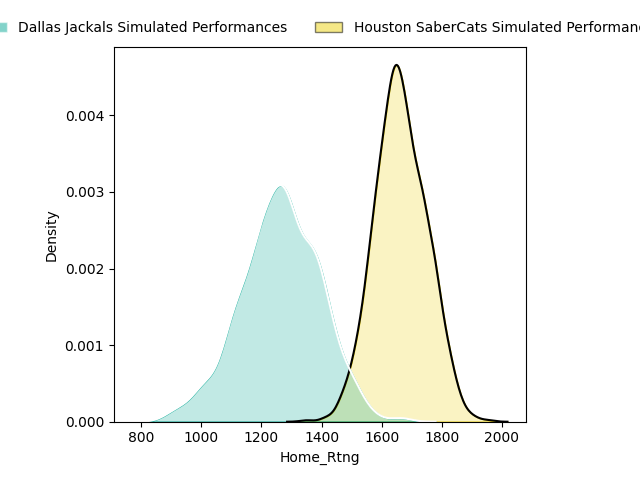 Dallas Jackals Simulated Performances
Houston SaberCats Simulated
0.004
0.003
0.002
0.001
0.000
Density
800 1000 1200 1400 1600 1800 2000
Home_Rtng